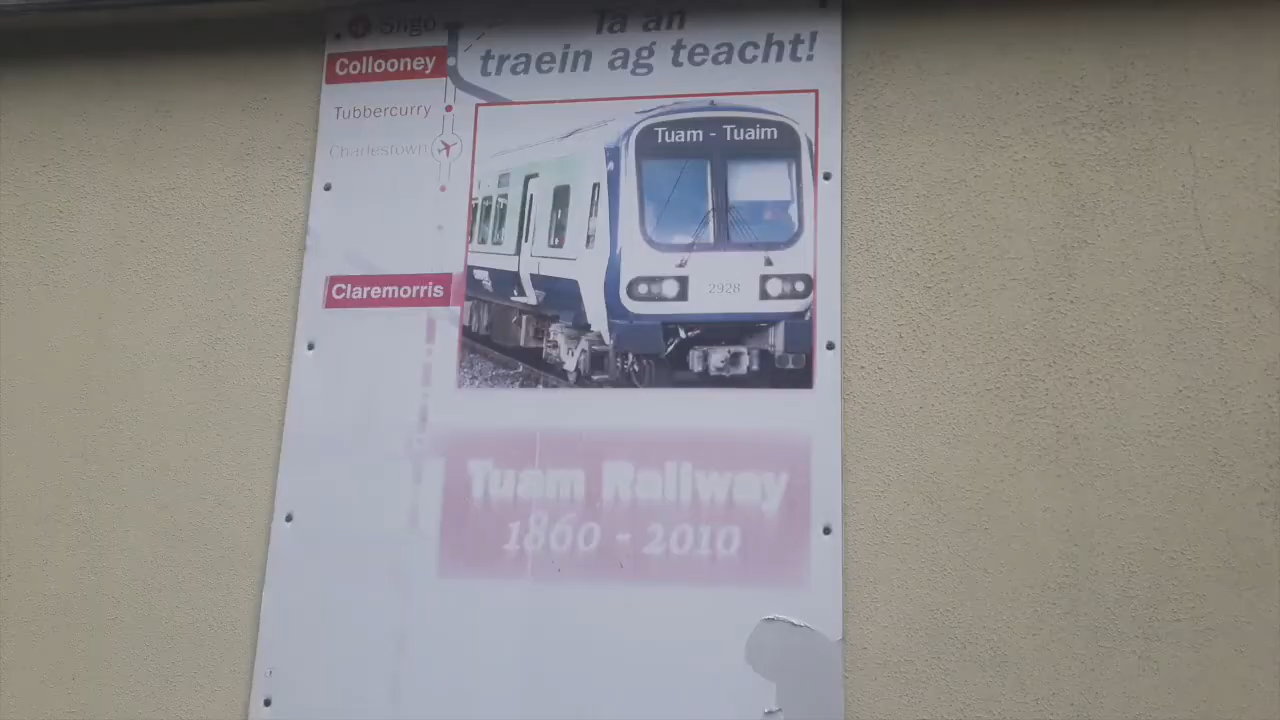 Sligo
Tá an
traein ag teacht!
Collooney
Tubbercurry
Charlestown
Tuam - Tuaim
2928
Claremorris
Tuam Railway
1860 - 2010